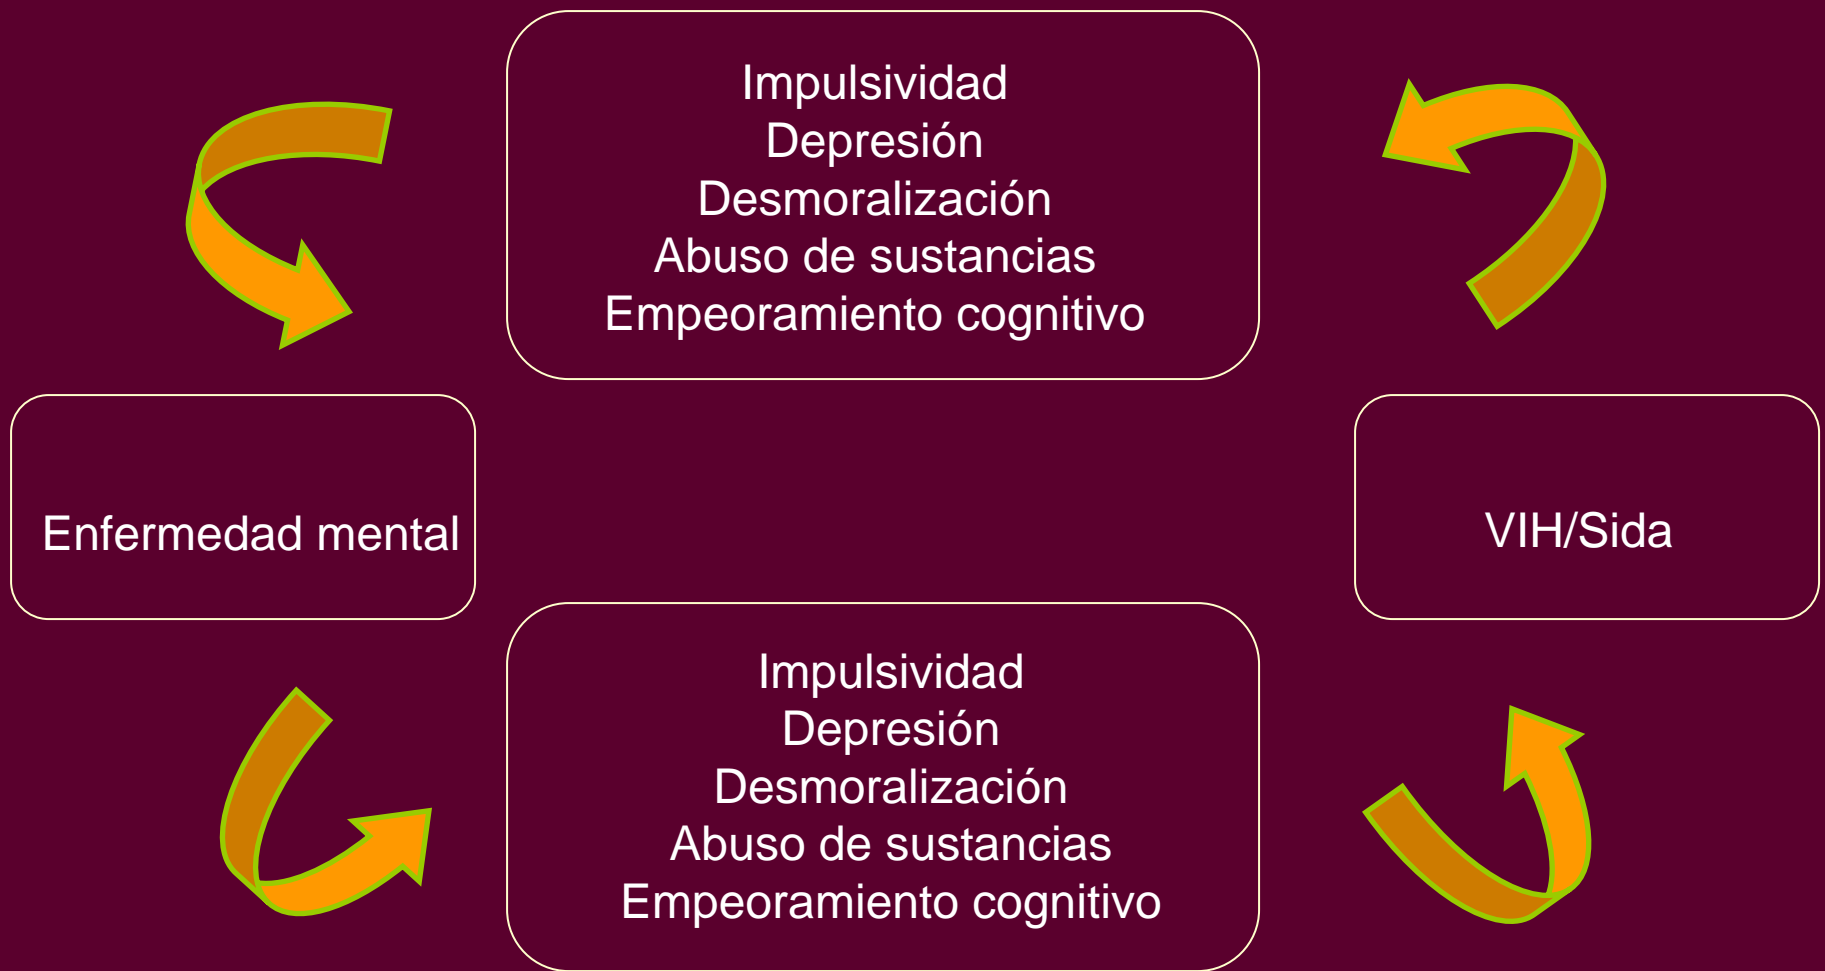 Impulsividad
Depresión
Desmoralización
Abuso de sustancias
Empeoramiento cognitivo
Enfermedad mental
VIH/Sida
Impulsividad
Depresión
Desmoralización
Abuso de sustancias
Empeoramiento cognitivo